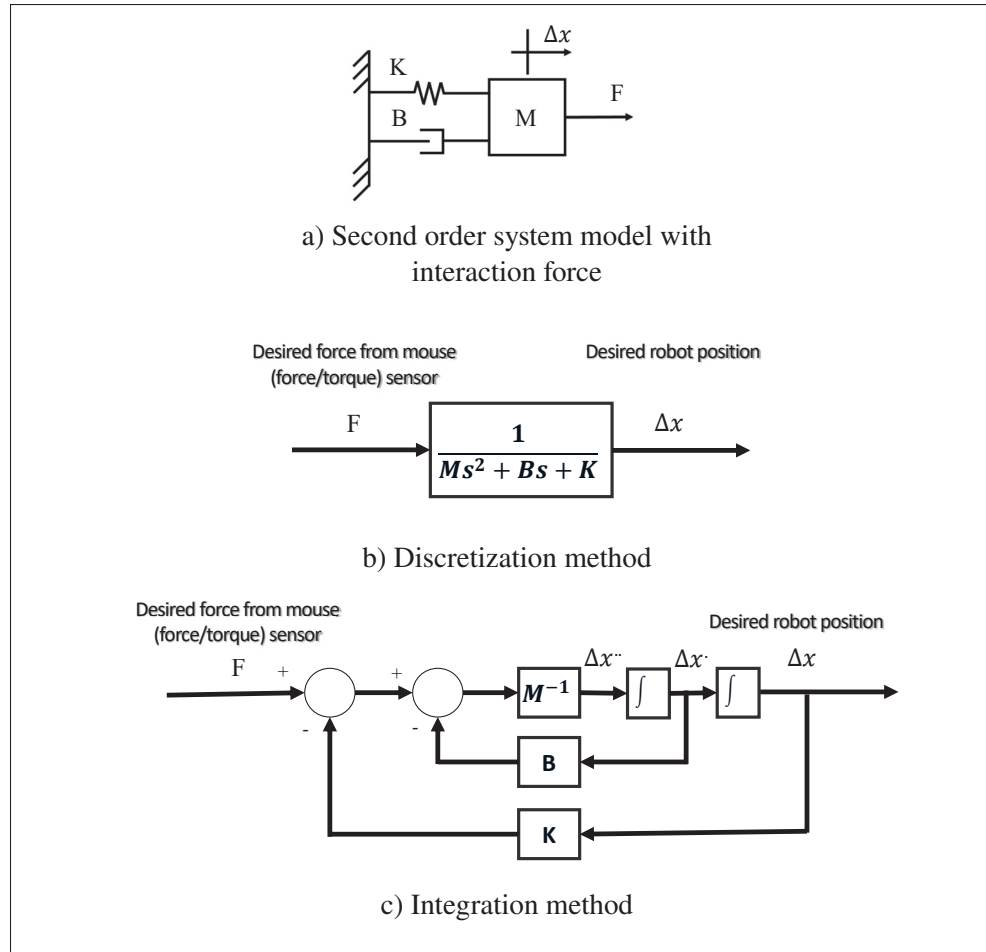 Δx
K
F
B
M
a) Second order system model with
interaction force
Desired force from mouse
(force/torque) sensor
Desired robot position
F
Δx
1
Ms² + Bs + K
b) Discretization method
Desired force from mouse
(force/torque) sensor
Desired robot position
F
Δx¨
Δx˙
Δx
+
+
M⁻¹
∫
∫
-
-
B
K
c) Integration method